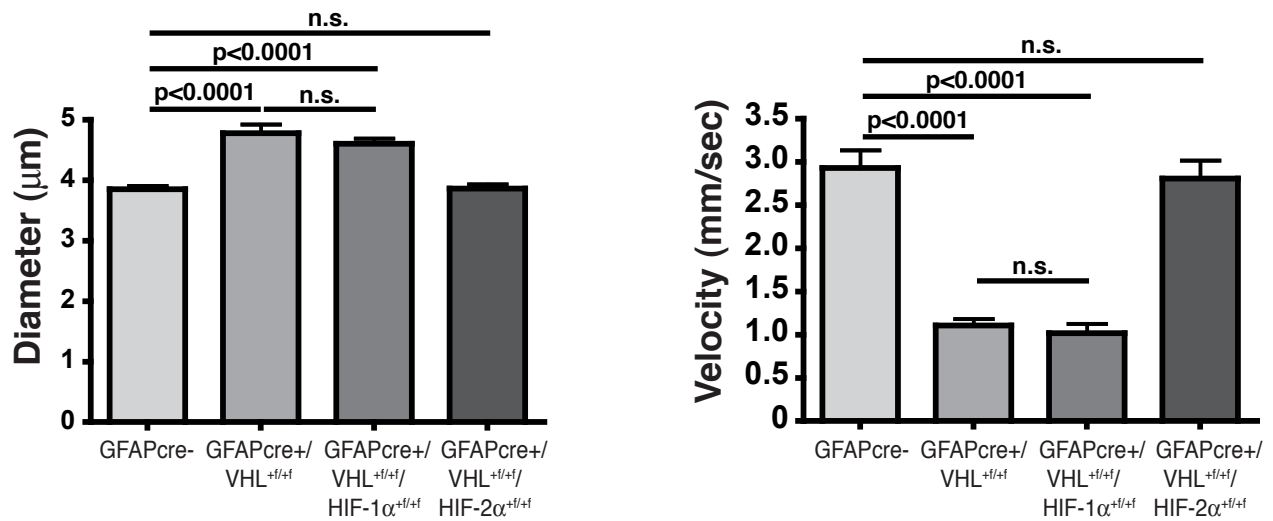 n.s.
p<0.0001
p<0.0001 n.s.
Diameter (μm)
5
4
3
2
1
0
GFAPcre- GFAPcre+/ GFAPcre+/ GFAPcre+/
VHL+f/+f VHL+f/+f/ VHL+f/+f/
HIF-1α+f/+f HIF-2α+f/+f
n.s.
p<0.0001
p<0.0001
n.s.
Velocity (mm/sec)
3.5
3.0
2.5
2.0
1.5
1.0
0.5
0
GFAPcre- GFAPcre+/ GFAPcre+/ GFAPcre+/
VHL+f/+f VHL+f/+f/ VHL+f/+f/
HIF-1α+f/+f HIF-2α+f/+f